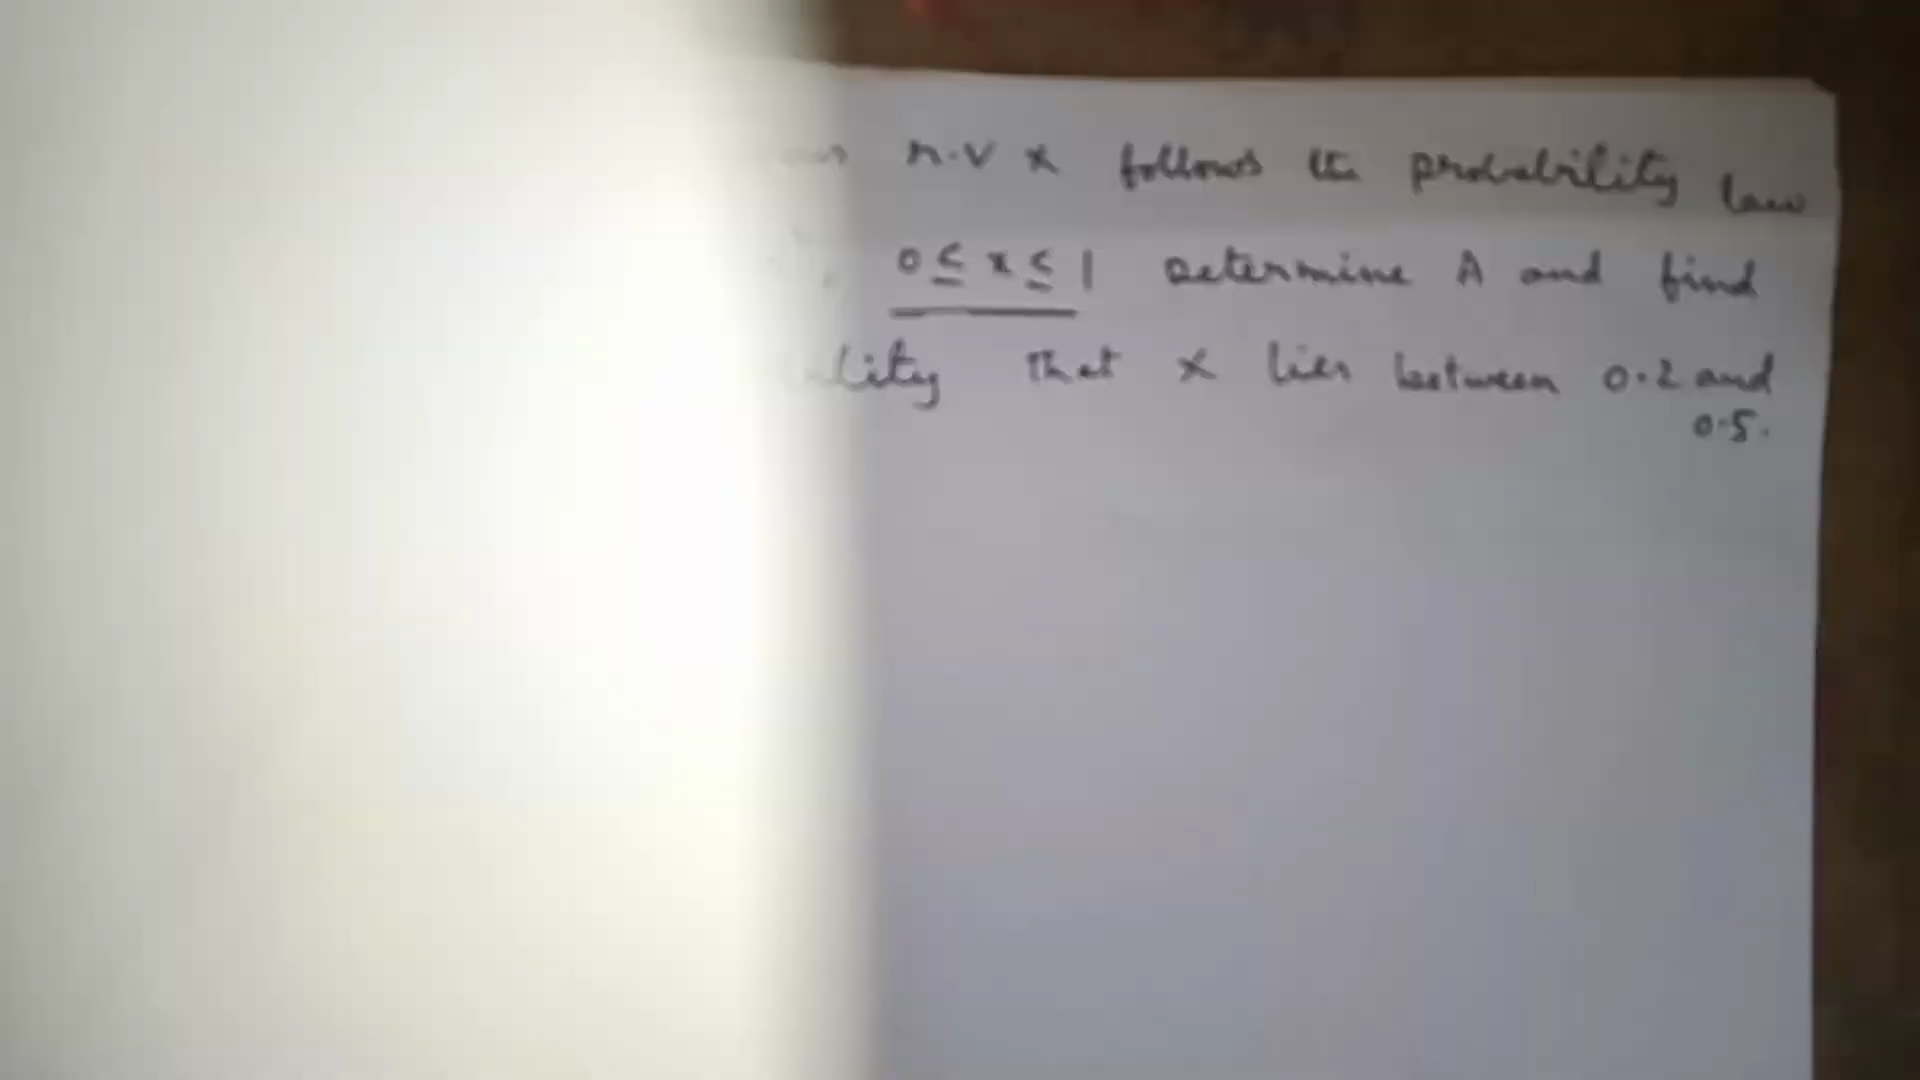 r.v x follows the probability law
0 ≤ x ≤ 1 Determine A and find
lity that x lies between 0.2 and
0.5.